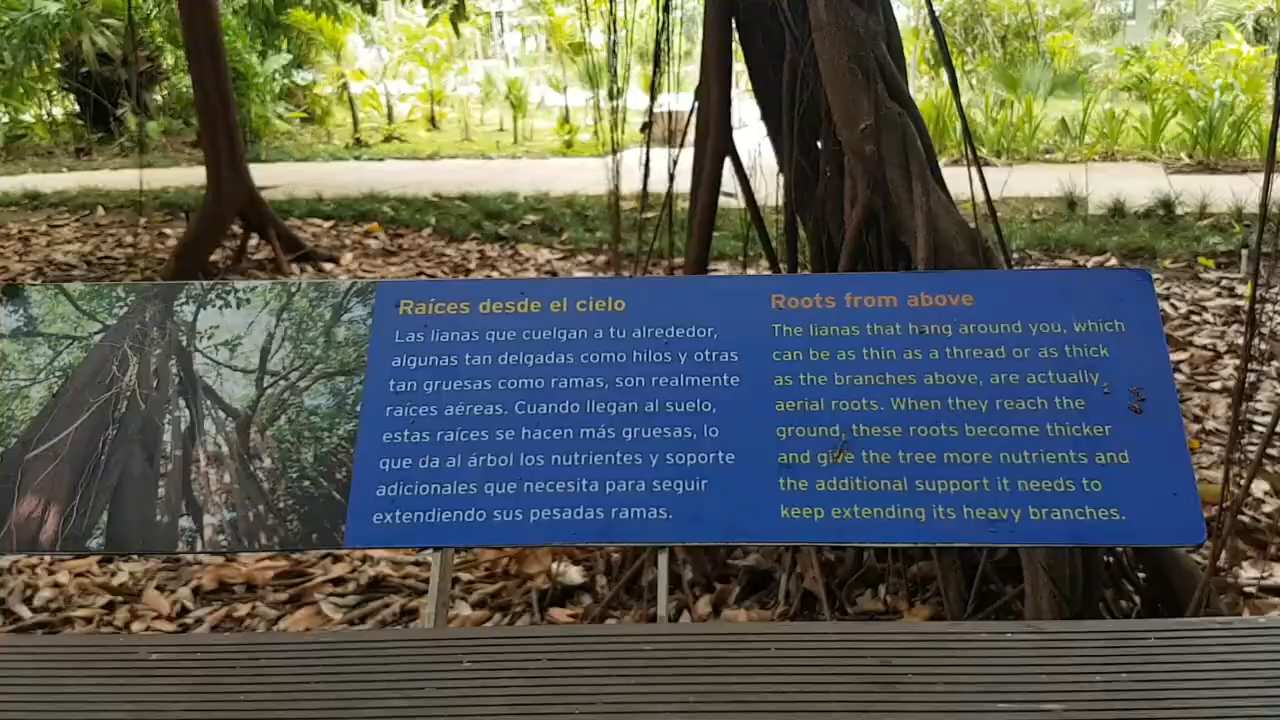 Raíces desde el cielo
Las lianas que cuelgan a tu alrededor,
algunas tan delgadas como hilos y otras
tan gruesas como ramas, son realmente
raíces aéreas. Cuando llegan al suelo,
estas raíces se hacen más gruesas, lo
que da al árbol los nutrientes y soporte
adicionales que necesita para seguir
extendiendo sus pesadas ramas.
Roots from above
The lianas that hang around you, which
can be as thin as a thread or as thick
as the branches above, are actually
aerial roots. When they reach the
ground, these roots become thicker
and give the tree more nutrients and
the additional support it needs to
keep extending its heavy branches.